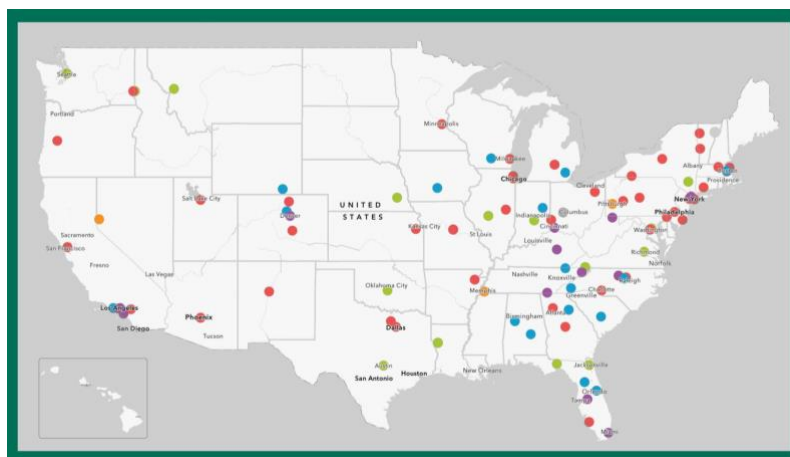 Seattle
Portland
Minneapolis
Milwaukee
Chicago
Cleveland
Albany
Boston
Providence
New York
Pittsburgh
Philadelphia
Salt Lake City
UNITED
STATES
Denver
Indianapolis
Columbus
Cincinnati
Washington
Sacramento
San Francisco
Kansas City
St Louis
Louisville
Richmond
Norfolk
Fresno
Las Vegas
Nashville
Knoxville
Raleigh
Oklahoma City
Memphis
Charlotte
Greenville
Los Angeles
San Diego
Phoenix
Tucson
Dallas
Birmingham
Atlanta
Austin
San Antonio
Houston
New Orleans
Jacksonville
Orlando
Tampa
Miami